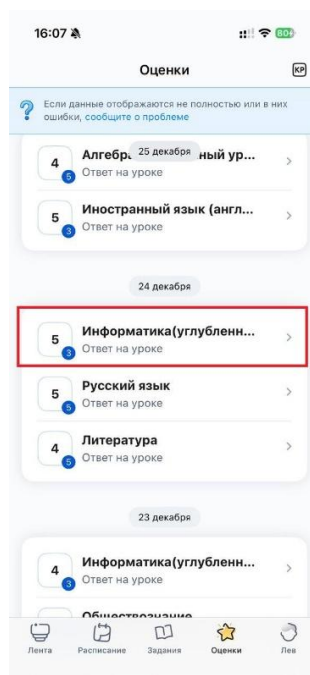 16:07
80
Оценки
КР
Если данные отображаются не полностью или в них
ошибки, сообщите о проблеме
25 декабря
4
5
ный ур...
Ответ на уроке
5
3
Иностранный язык (англ...
Ответ на уроке
24 декабря
5
3
Информатика(углубленн...
Ответ на уроке
5
5
Русский язык
Ответ на уроке
4
5
Литература
Ответ на уроке
23 декабря
4
3
Информатика(углубленн...
Ответ на уроке
Обществознание
Лента
Расписание
Задания
Оценки
Лев